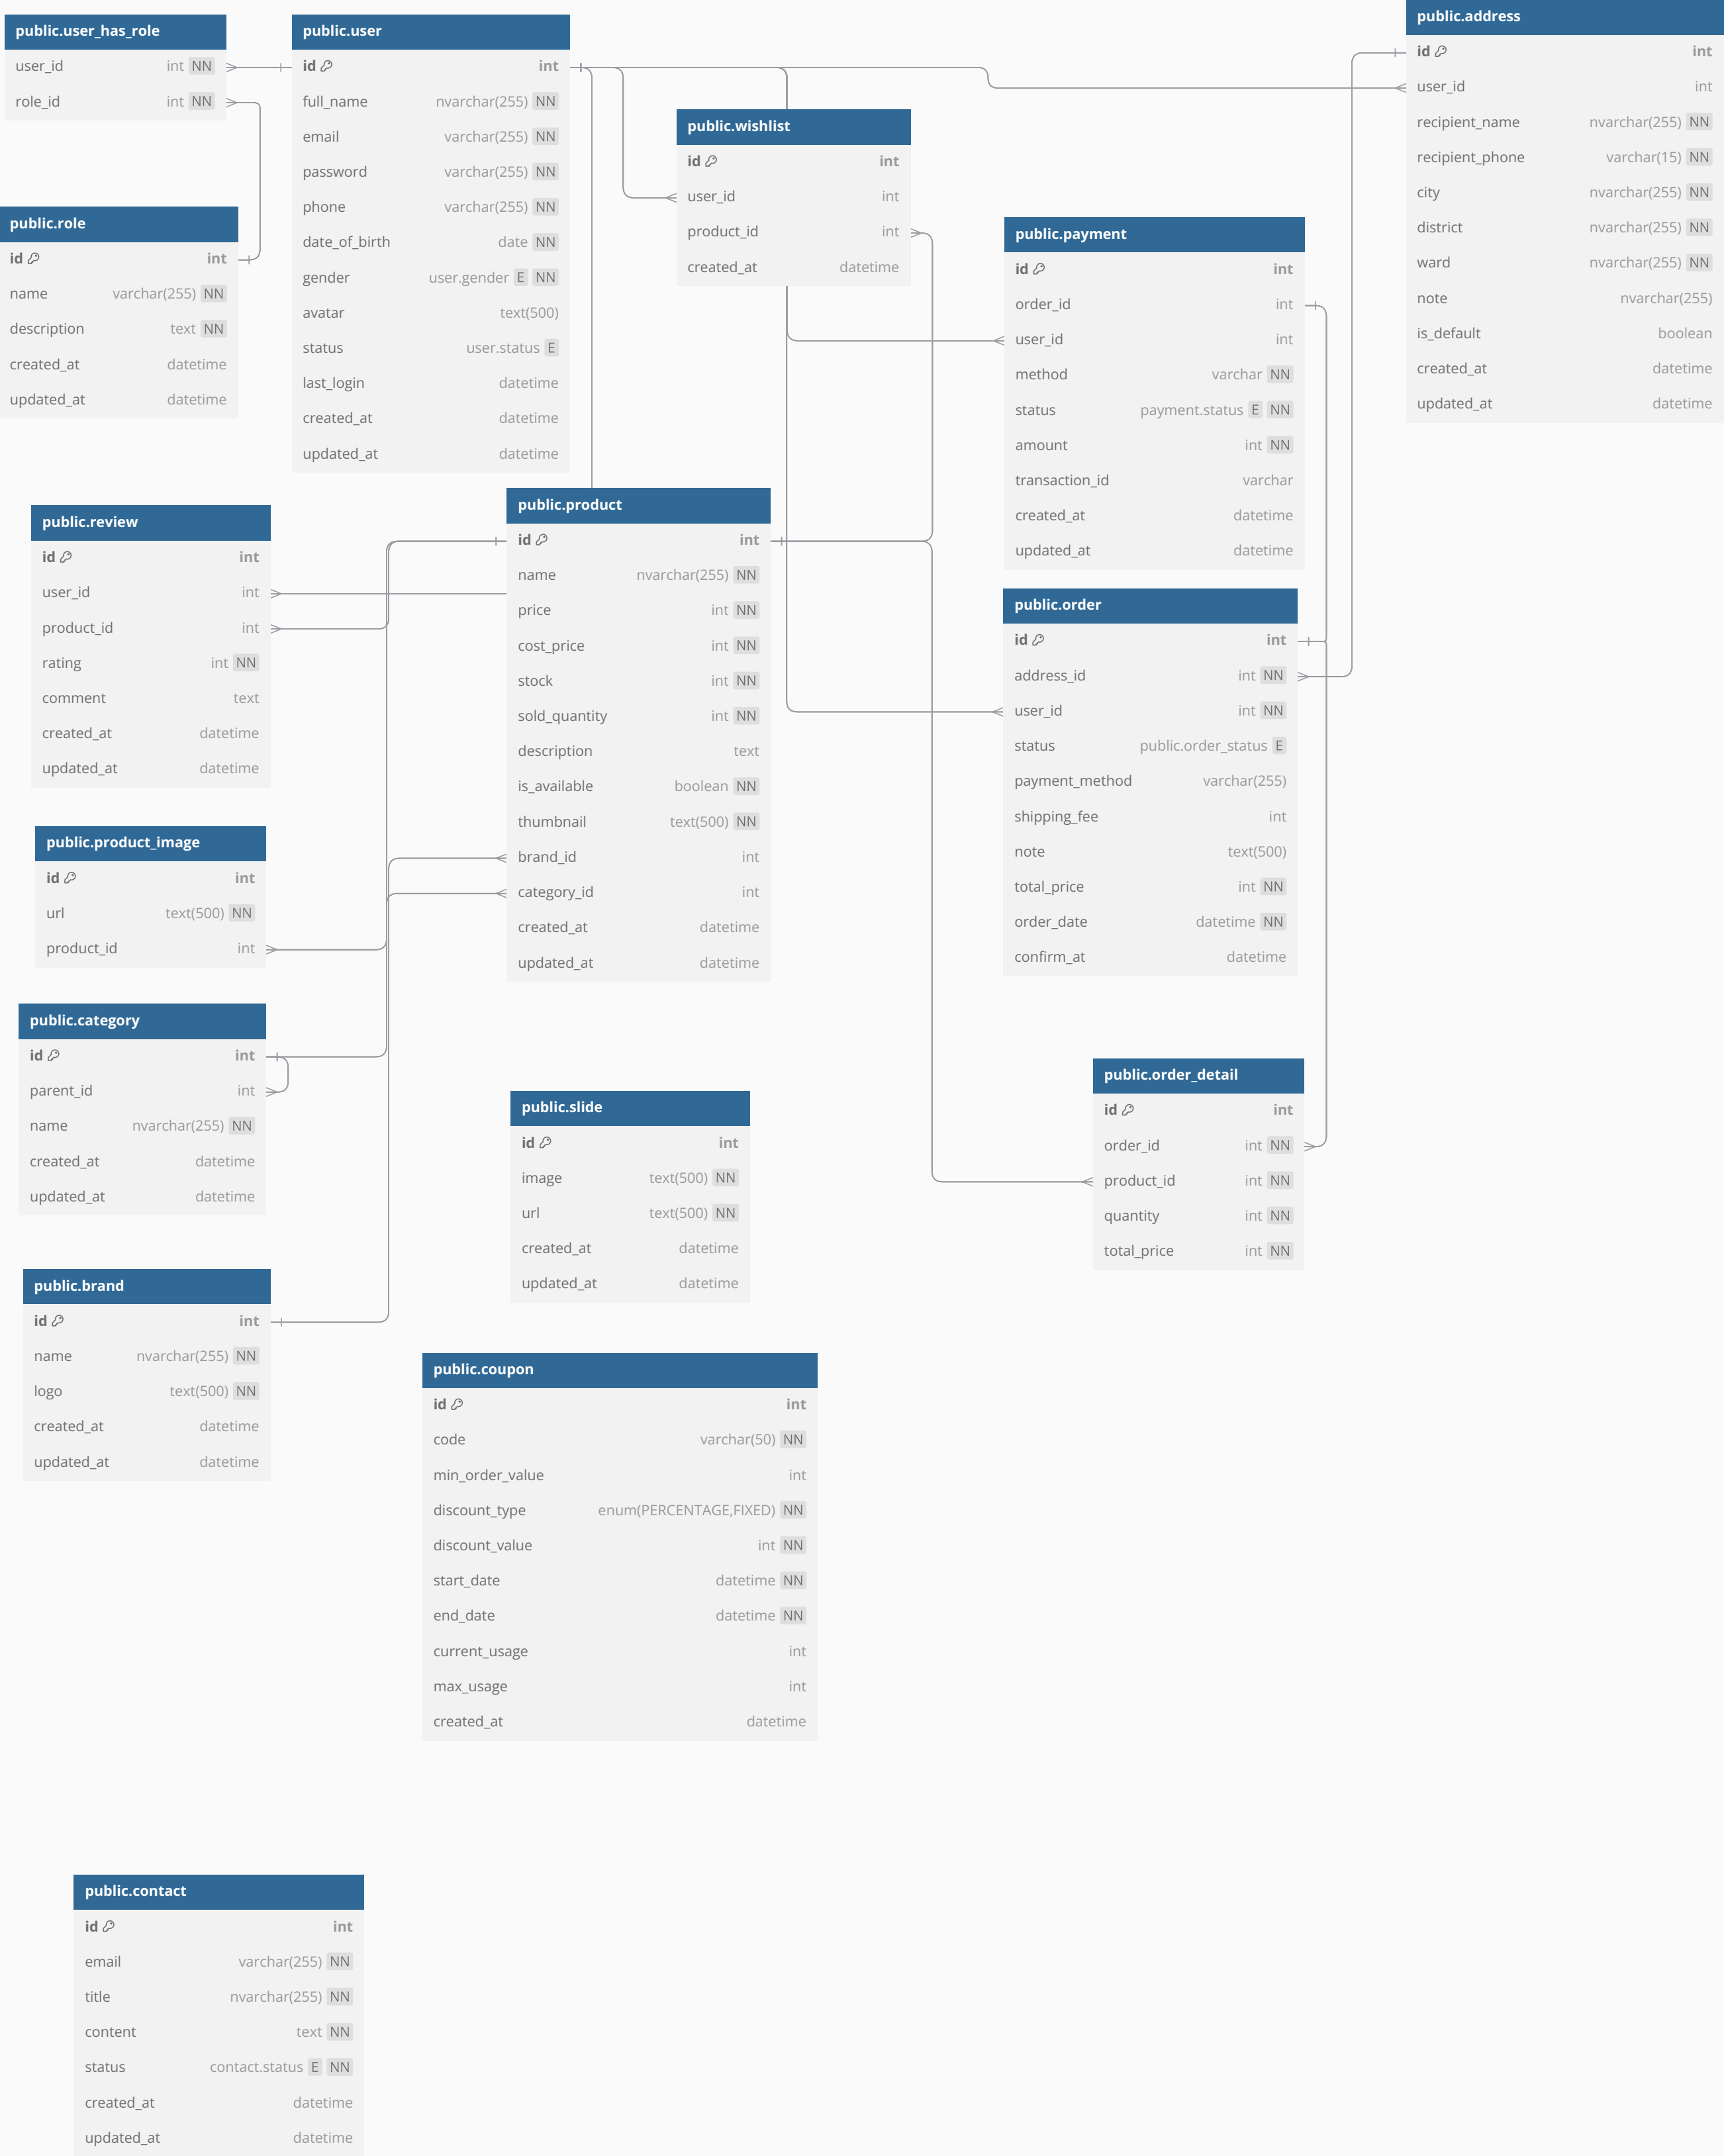 public.user_has_role
user_id int NN
role_id int NN
public.user
id int
full_name nvarchar(255) NN
email varchar(255) NN
password varchar(255) NN
phone varchar(255) NN
date_of_birth date NN
gender user.gender E NN
avatar text(500)
status user.status E
last_login datetime
created_at datetime
updated_at datetime
public.address
id int
user_id int
recipient_name nvarchar(255) NN
recipient_phone varchar(15) NN
city nvarchar(255) NN
district nvarchar(255) NN
ward nvarchar(255) NN
note nvarchar(255)
is_default boolean
created_at datetime
updated_at datetime
public.wishlist
id int
user_id int
product_id int
created_at datetime
public.role
id int
name varchar(255) NN
description text NN
created_at datetime
updated_at datetime
public.payment
id int
order_id int
user_id int
method varchar NN
status payment.status E NN
amount int NN
transaction_id varchar
created_at datetime
updated_at datetime
public.product
id int
name nvarchar(255) NN
price int NN
cost_price int NN
stock int NN
sold_quantity int NN
description text
is_available boolean NN
thumbnail text(500) NN
brand_id int
category_id int
created_at datetime
updated_at datetime
public.review
id int
user_id int
product_id int
rating int NN
comment text
created_at datetime
updated_at datetime
public.order
id int
address_id int NN
user_id int NN
status public.order_status E
payment_method varchar(255)
shipping_fee int
note text(500)
total_price int NN
order_date datetime NN
confirm_at datetime
public.product_image
id int
url text(500) NN
product_id int
public.category
id int
parent_id int
name nvarchar(255) NN
created_at datetime
updated_at datetime
public.order_detail
id int
order_id int NN
product_id int NN
quantity int NN
total_price int NN
public.slide
id int
image text(500) NN
url text(500) NN
created_at datetime
updated_at datetime
public.brand
id int
name nvarchar(255) NN
logo text(500) NN
created_at datetime
updated_at datetime
public.coupon
id int
code varchar(50) NN
min_order_value int
discount_type enum(PERCENTAGE,FIXED) NN
discount_value int NN
start_date datetime NN
end_date datetime NN
current_usage int
max_usage int
created_at datetime
public.contact
id int
email varchar(255) NN
title nvarchar(255) NN
content text NN
status contact.status E NN
created_at datetime
updated_at datetime